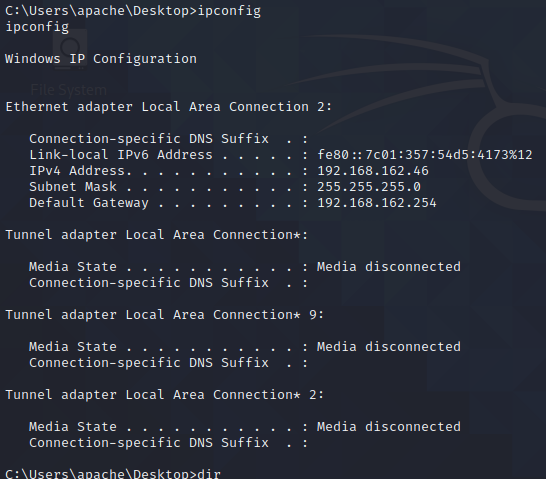 C:\Users\apache\Desktop>ipconfig
ipconfig
Windows IP Configuration
File System
Ethernet adapter Local Area Connection 2:
Connection-specific DNS Suffix . :
Link-local IPv6 Address . . . . . : fe80::7c01:357:54d5:4173%12
IPv4 Address. . . . . . . . . . . : 192.168.162.46
Subnet Mask . . . . . . . . . . . : 255.255.255.0
Default Gateway . . . . . . . . . : 192.168.162.254
Tunnel adapter Local Area Connection*:
Media State . . . . . . . . . . . : Media disconnected
Connection-specific DNS Suffix . :
Tunnel adapter Local Area Connection* 9:
Media State . . . . . . . . . . . : Media disconnected
Connection-specific DNS Suffix . :
Tunnel adapter Local Area Connection* 2:
Media State . . . . . . . . . . . : Media disconnected
Connection-specific DNS Suffix . :
C:\Users\apache\Desktop>dir